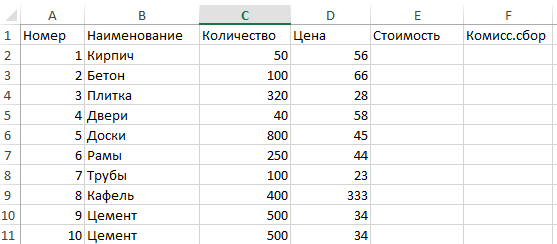 A B C D E F
1 Номер Наименование Количество Цена Стоимость Комисс.сбор
2 1 Кирпич 50 56
3 2 Бетон 100 66
4 3 Плитка 320 28
5 4 Двери 40 58
6 5 Доски 800 45
7 6 Рамы 250 44
8 7 Трубы 100 23
9 8 Кафель 400 333
10 9 Цемент 500 34
11 10 Цемент 500 34